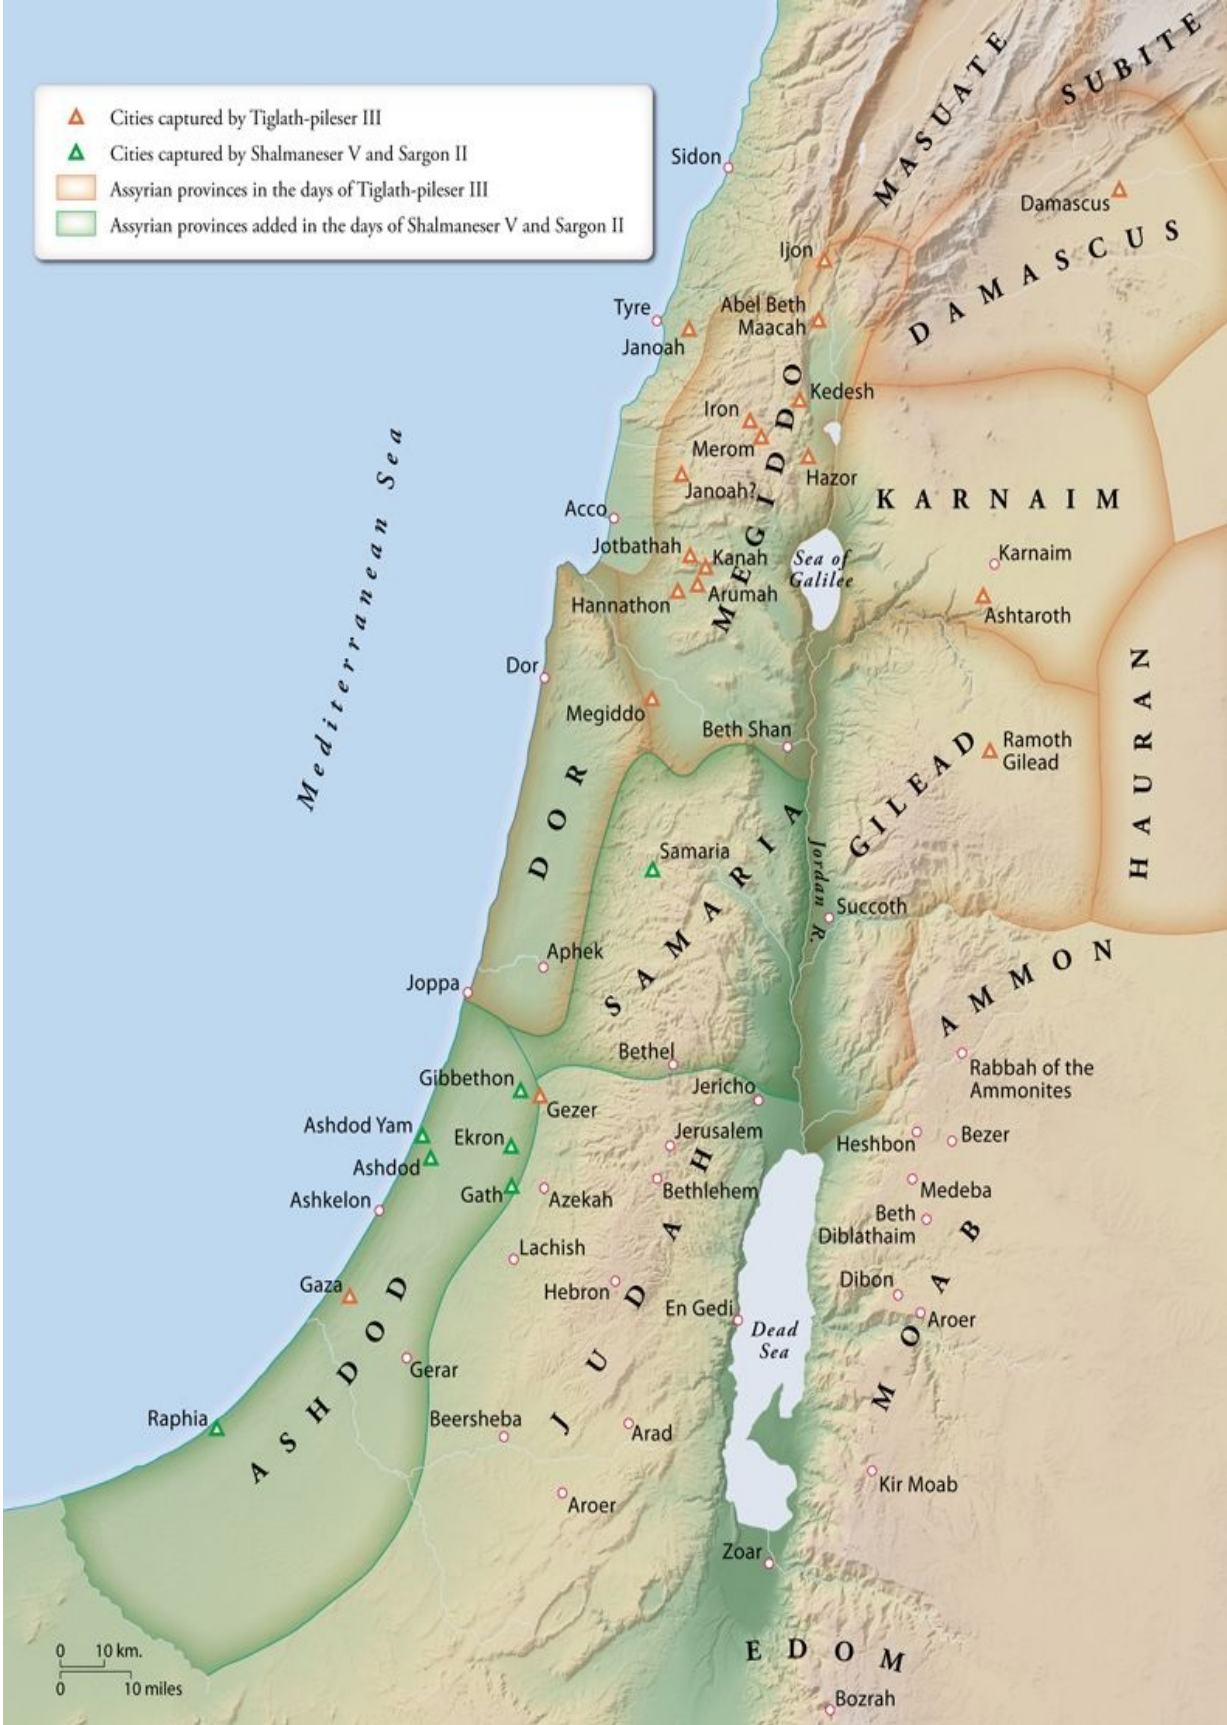 Cities captured by Tiglath-pileser III
Cities captured by Shalmaneser V and Sargon II
Assyrian provinces in the days of Tiglath-pileser III
Assyrian provinces added in the days of Shalmaneser V and Sargon II
MASUATE
SUBITE
Sidon
Damascus
DAMASCUS
Ijon
Tyre
Janoah
Abel Beth
Maacah
Kedesh
Iron
Merom
Hazor
Janoah?
MEGIDDO
KARNAIM
Acco
Jotbathah
Kanah
Sea of
Galilee
Karnaim
Hannathon
Arumah
Ashtaroth
Mediterranean Sea
Dor
HAURAN
Megiddo
Beth Shan
Ramoth
Gilead
GILEAD
DOR
Samaria
SAMARIA
Jordan R.
Succoth
Aphek
Joppa
AMMON
Bethel
Rabbah of the
Ammonites
Gibbethon
Gezer
Jericho
Ashdod Yam
Ekron
Jerusalem
Heshbon
Bezer
Ashdod
Gath
Azekah
Bethlehem
Medeba
Ashkelon
Beth
Diblathaim
Lachish
JUDAH
MOAB
Gaza
Hebron
En Gedi
Dibon
Aroer
Dead
Sea
ASHDOD
Gerar
Raphia
Beersheba
Arad
Kir Moab
Aroer
Zoar
EDOM
Bozrah
0 10 km.
0 10 miles